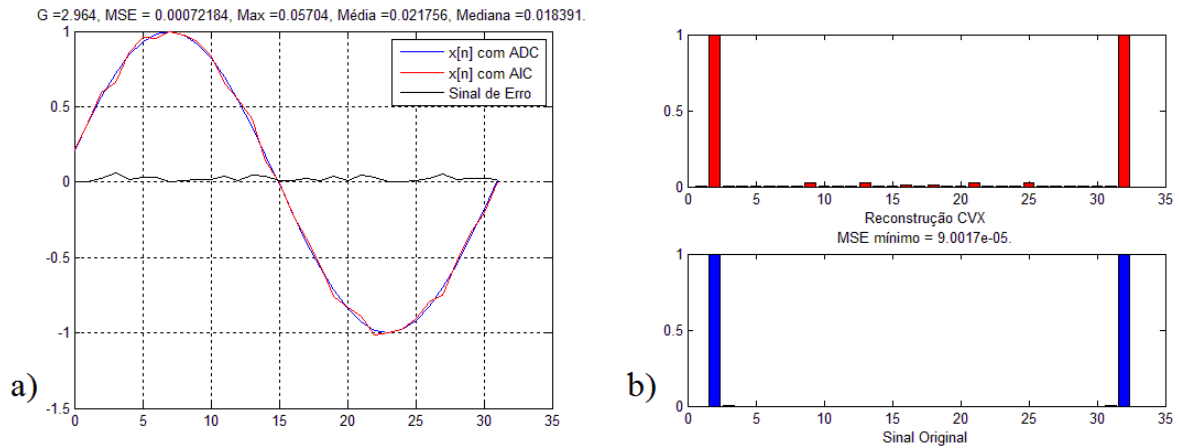 G =2.964, MSE = 0.00072184, Max =0.05704, Média =0.021756, Mediana =0.018391.
1
0.5
0
-0.5
-1
-1.5
0 5 10 15 20 25 30 35
x[n] com ADC
x[n] com AIC
Sinal de Erro
a)
1
0.5
0
0 5 10 15 20 25 30 35
Reconstrução CVX
MSE mínimo = 9.0017e-05.
1
0.5
0
0 5 10 15 20 25 30 35
Sinal Original
b)